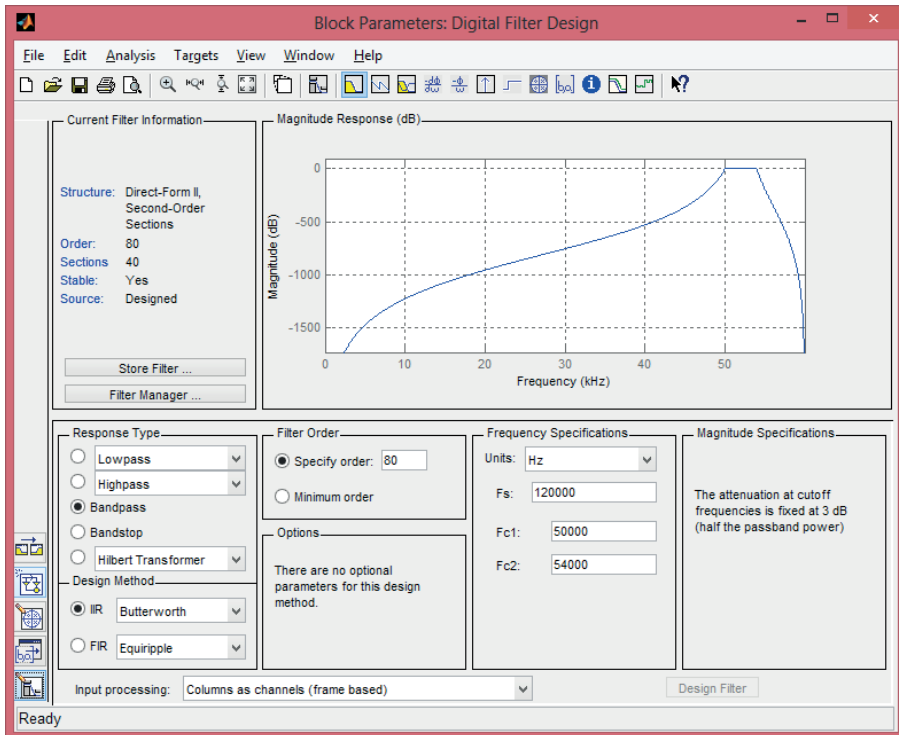 Block Parameters: Digital Filter Design
File Edit Analysis Targets View Window Help
Current Filter Information
Structure: Direct-Form II,
Second-Order
Sections
Order: 80
Sections 40
Stable: Yes
Source: Designed
Store Filter ...
Filter Manager ...
Magnitude Response (dB)
Magnitude (dB)
0
-500
-1000
-1500
0 10 20 30 40 50
Frequency (kHz)
Response Type
Lowpass
Highpass
Bandpass
Bandstop
Hilbert Transformer
Design Method
IIR Butterworth
FIR Equiripple
Filter Order
Specify order: 80
Minimum order
Options
There are no optional
parameters for this design
method.
Frequency Specifications
Units: Hz
Fs: 120000
Fc1: 50000
Fc2: 54000
Magnitude Specifications
The attenuation at cutoff
frequencies is fixed at 3 dB
(half the passband power)
Input processing: Columns as channels (frame based)
Design Filter
Ready